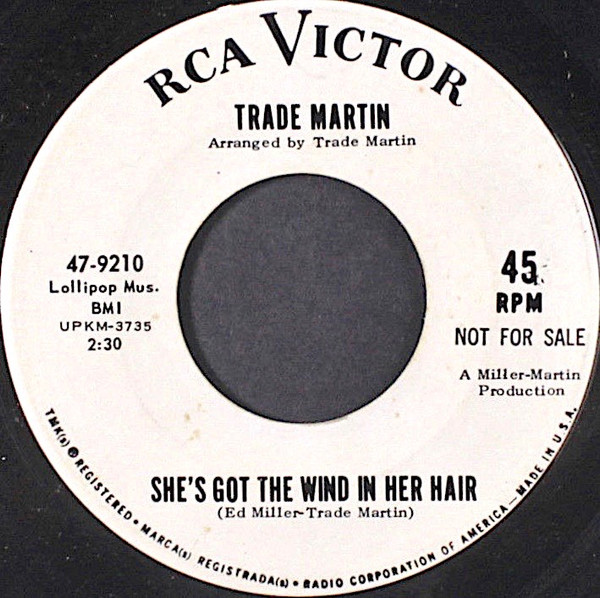 RCA VICTOR
TRADE MARTIN
Arranged by Trade Martin
47-9210
Lollipop Mus.
BMI
UPKM-3735
2:30
45
RPM
NOT FOR SALE
A Miller-Martin
Production
SHE'S GOT THE WIND IN HER HAIR
(Ed Miller-Trade Martin)
TMK(s) ® REGISTERED • MARCA(s) REGISTRADA(s) • RADIO CORPORATION OF AMERICA—MADE IN U.S.A.